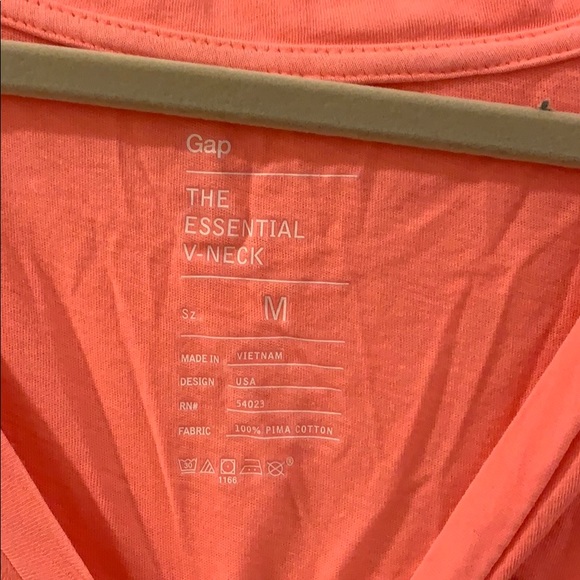 Gap
THE
ESSENTIAL
V-NECK
Sz M
MADE IN VIETNAM
DESIGN USA
RN# 54023
FABRIC 100% PIMA COTTON
30
1166